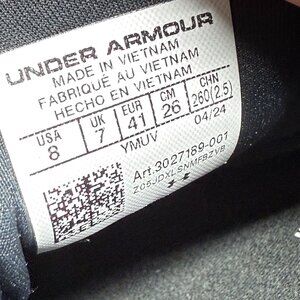 UNDER ARMOUR
MADE IN VIETNAM
FABRIQUÉ AU VIETNAM
HECHO EN VIETNAM
USA UK EUR CM CHN
8 7 41 26 260(2.5)
YMUV 04/24
Art.3027189-001